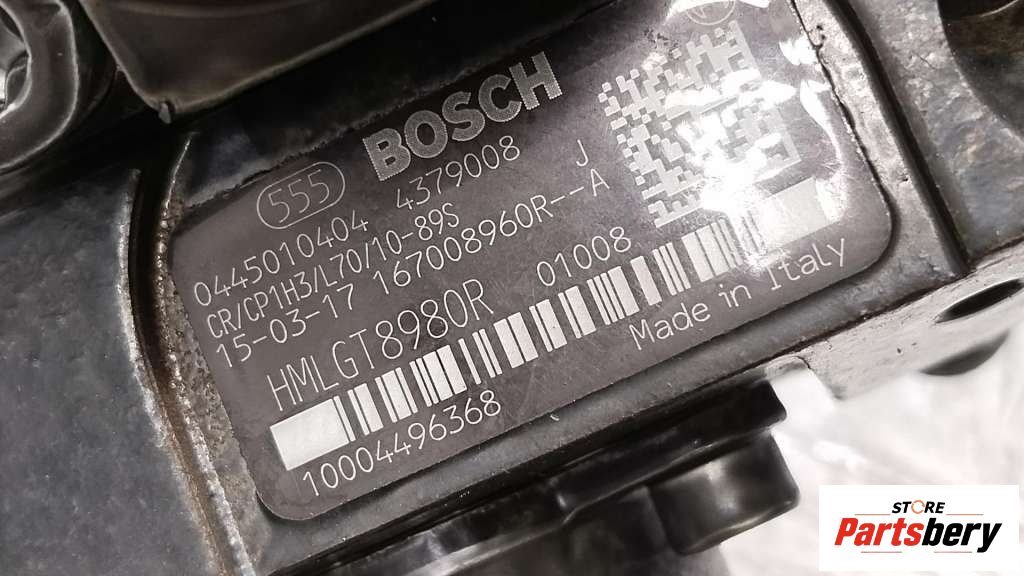 BOSCH
555
0445010404 4379008 J
CR/CP1H3/L70/10-89S
15-03-17 167008960R--A
HMLGT8980R 01008
10004496368
Made in Italy
STORE
Partsbery